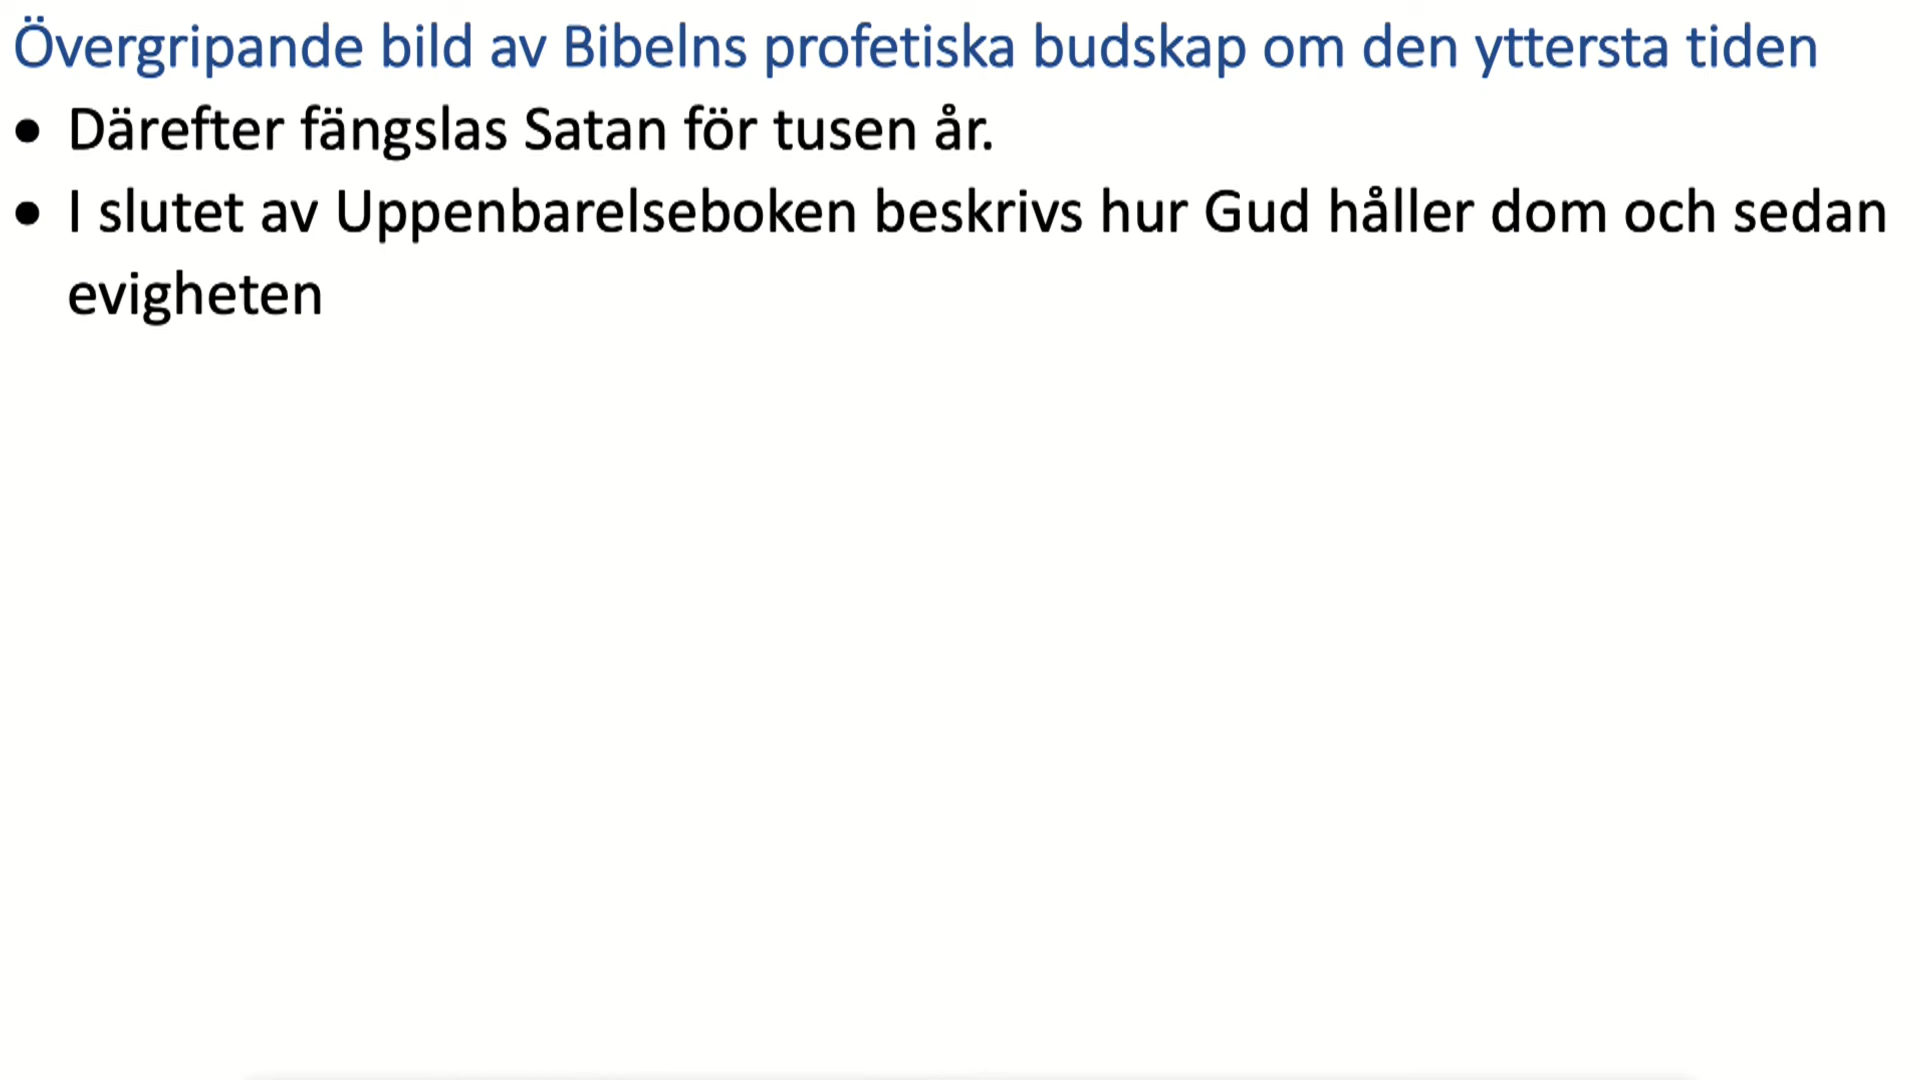 Övergripande bild av Bibelns profetiska budskap om den yttersta tiden
• Därefter fängslas Satan för tusen år.
• I slutet av Uppenbarelseboken beskrivs hur Gud håller dom och sedan
evigheten